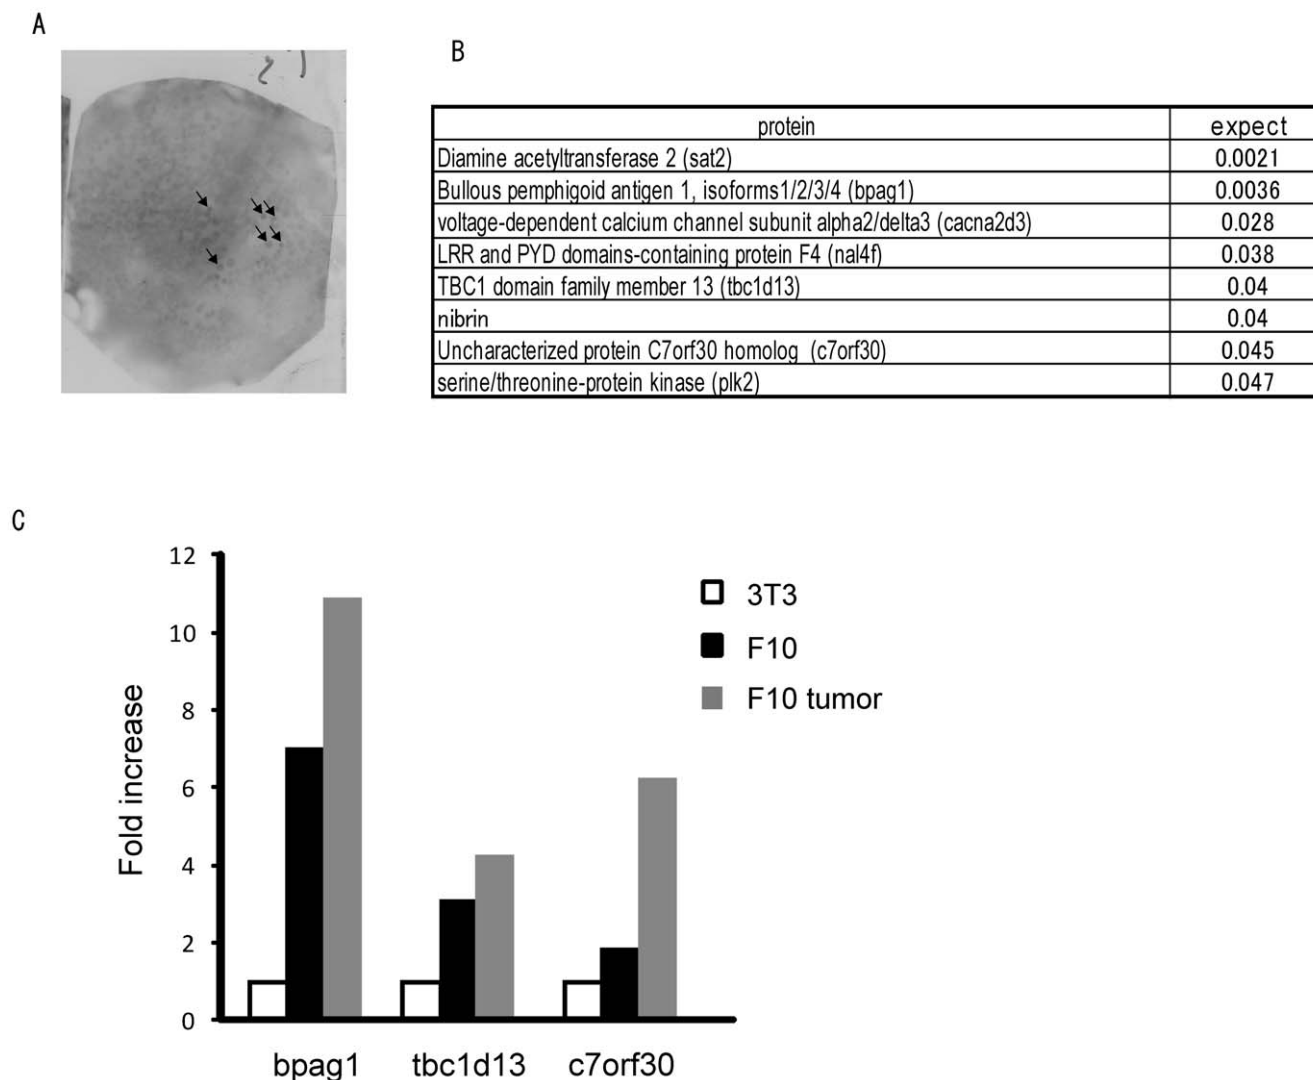 A
B
protein expect
Diamine acetyltransferase 2 (sat2) 0.0021
Bullous pemphigoid antigen 1, isoforms1/2/3/4 (bpag1) 0.0036
voltage-dependent calcium channel subunit alpha2/delta3 (cacna2d3) 0.028
LRR and PYD domains-containing protein F4 (nal4f) 0.038
TBC1 domain family member 13 (tbc1d13) 0.04
nibrin 0.04
Uncharacterized protein C7orf30 homolog (c7orf30) 0.045
serine/threonine-protein kinase (plk2) 0.047
C
12
10
8
6
4
2
0
Fold increase
3T3
F10
F10 tumor
bpag1 tbc1d13 c7orf30